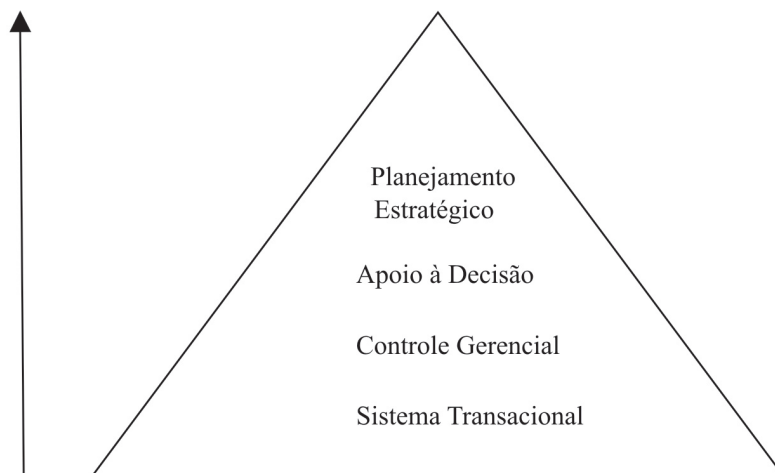 Planejamento
Estratégico
Apoio à Decisão
Controle Gerencial
Sistema Transacional